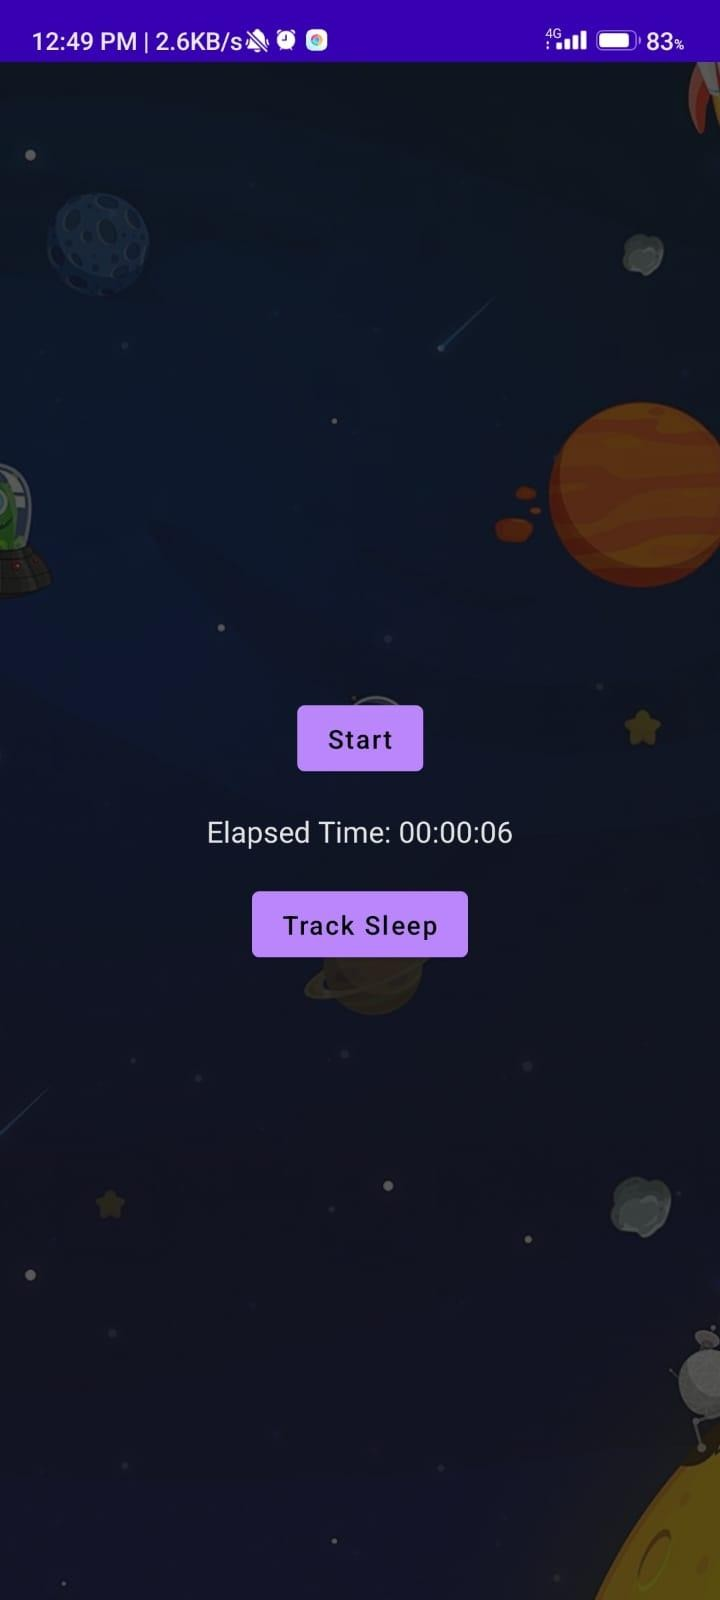 12:49 PM | 2.6KB/s 4G 83%
Start
Elapsed Time: 00:00:06
Track Sleep